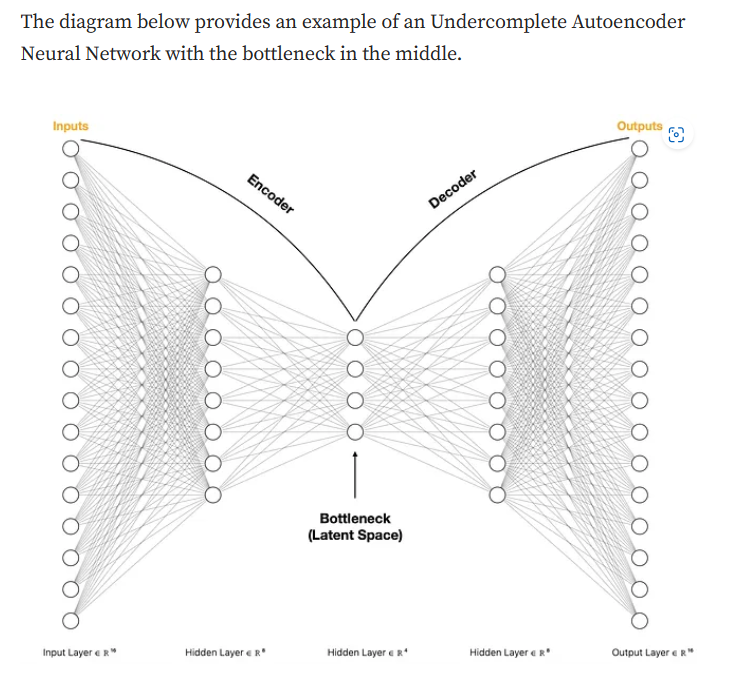 The diagram below provides an example of an Undercomplete Autoencoder
Neural Network with the bottleneck in the middle.
Inputs
Outputs
Encoder
Decoder
Bottleneck
(Latent Space)
Input Layer ∈ ℝ¹⁶
Hidden Layer ∈ ℝ⁸
Hidden Layer ∈ ℝ⁴
Hidden Layer ∈ ℝ⁸
Output Layer ∈ ℝ¹⁶